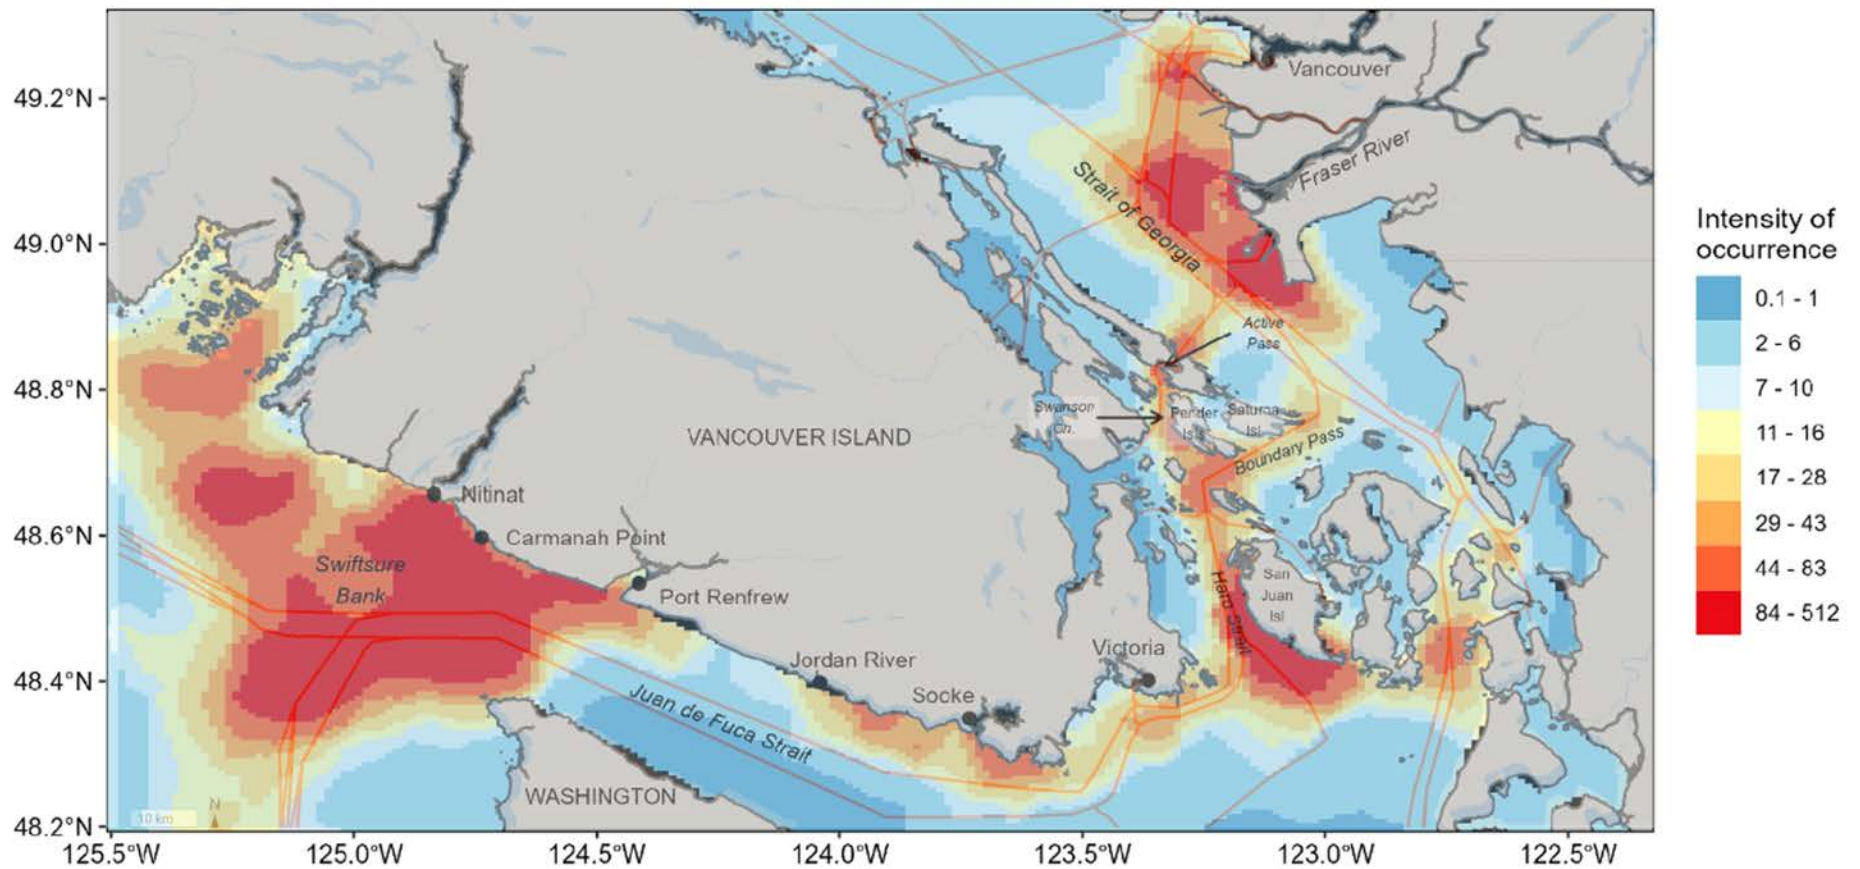 49.2°N
49.0°N
48.8°N
48.6°N
48.4°N
48.2°N
125.5°W
125.0°W
124.5°W
124.0°W
123.5°W
123.0°W
122.5°W
Vancouver
Fraser River
Strait of Georgia
Active
Pass
Swanson
Ch.
Pender
Isls
Saturna
Isl
Boundary Pass
VANCOUVER ISLAND
Nitinat
Carmanah Point
Swiftsure
Bank
Port Renfrew
San
Juan
Isl
Haro Strait
Victoria
Jordan River
Socke
Juan de Fuca Strait
WASHINGTON
N
10 km
Intensity of
occurrence
0.1 - 1
2 - 6
7 - 10
11 - 16
17 - 28
29 - 43
44 - 83
84 - 512